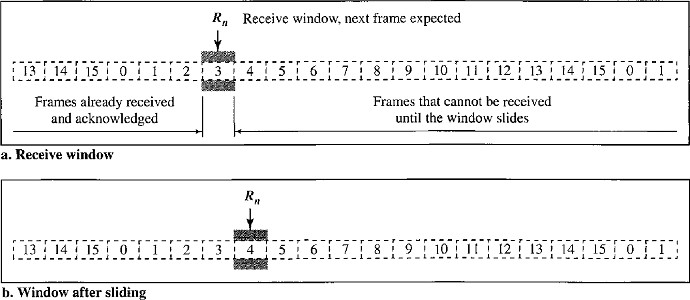 Rn Receive window, next frame expected
13 14 15 0 1 2 3 4 5 6 7 8 9 10 11 12 13 14 15 0 1
Frames already received
and acknowledged
Frames that cannot be received
until the window slides
a. Receive window
Rn
13 14 15 0 1 2 3 4 5 6 7 8 9 10 11 12 13 14 15 0 1
b. Window after sliding